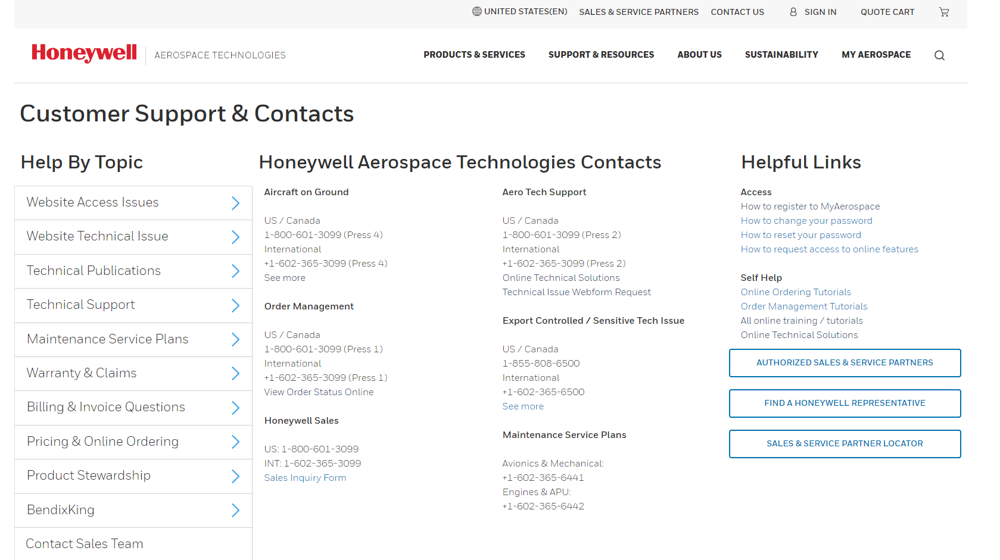 UNITED STATES(EN) SALES & SERVICE PARTNERS CONTACT US SIGN IN QUOTE CART
Honeywell AEROSPACE TECHNOLOGIES
PRODUCTS & SERVICES SUPPORT & RESOURCES ABOUT US SUSTAINABILITY MY AEROSPACE
Customer Support & Contacts
Help By Topic
Website Access Issues
Website Technical Issue
Technical Publications
Technical Support
Maintenance Service Plans
Warranty & Claims
Billing & Invoice Questions
Pricing & Online Ordering
Product Stewardship
BendixKing
Contact Sales Team
Honeywell Aerospace Technologies Contacts
Aircraft on Ground
US / Canada
1-800-601-3099 (Press 4)
International
+1-602-365-3099 (Press 4)
See more
Order Management
US / Canada
1-800-601-3099 (Press 1)
International
+1-602-365-3099 (Press 1)
View Order Status Online
Honeywell Sales
US: 1-800-601-3099
INT: 1-602-365-3099
Sales Inquiry Form
Aero Tech Support
US / Canada
1-800-601-3099 (Press 2)
International
+1-602-365-3099 (Press 2)
Online Technical Solutions
Technical Issue Webform Request
Export Controlled / Sensitive Tech Issue
US / Canada
1-855-808-6500
International
+1-602-365-6500
See more
Maintenance Service Plans
Avionics & Mechanical:
+1-602-365-6441
Engines & APU:
+1-602-365-6442
Helpful Links
Access
How to register to MyAerospace
How to change your password
How to reset your password
How to request access to online features
Self Help
Online Ordering Tutorials
Order Management Tutorials
All online training / tutorials
Online Technical Solutions
AUTHORIZED SALES & SERVICE PARTNERS
FIND A HONEYWELL REPRESENTATIVE
SALES & SERVICE PARTNER LOCATOR